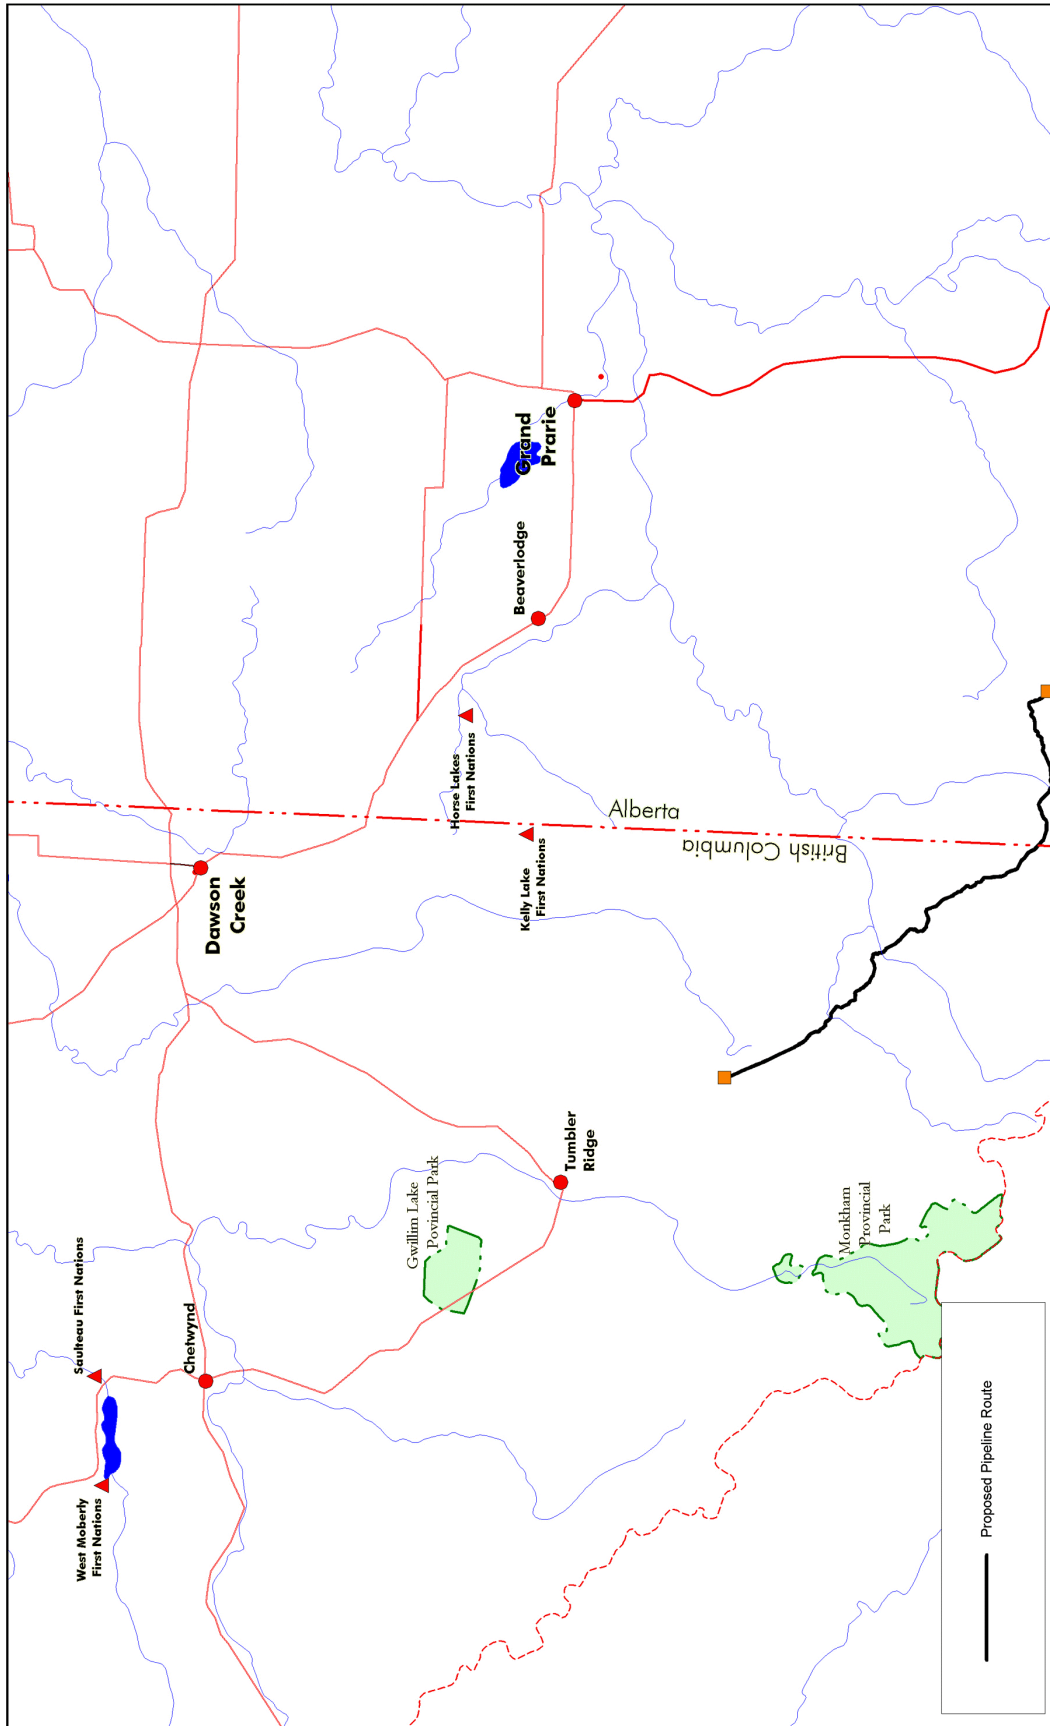 West Moberly
First Nations
Saulteau First Nations
Chetwynd
Dawson
Creek
Gwillim Lake
Povincial Park
Tumbler
Ridge
Kelly Lake
First Nations
Horse Lakes
First Nations
Beaverlodge
Grand
Prarie
Alberta
British Columbia
Monkham
Provincial
Park
Proposed Pipeline Route